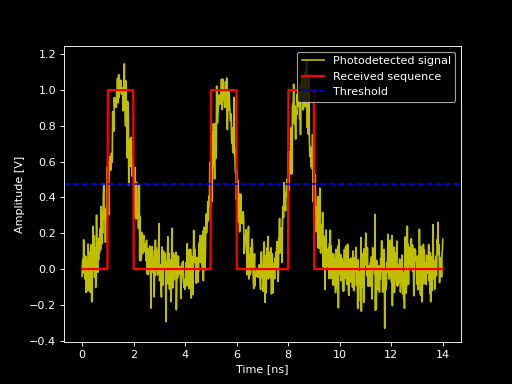 Photodetected signal
Received sequence
Threshold
1.2
1.0
0.8
0.6
0.4
0.2
0.0
−0.2
−0.4
Amplitude [V]
0 2 4 6 8 10 12 14
Time [ns]